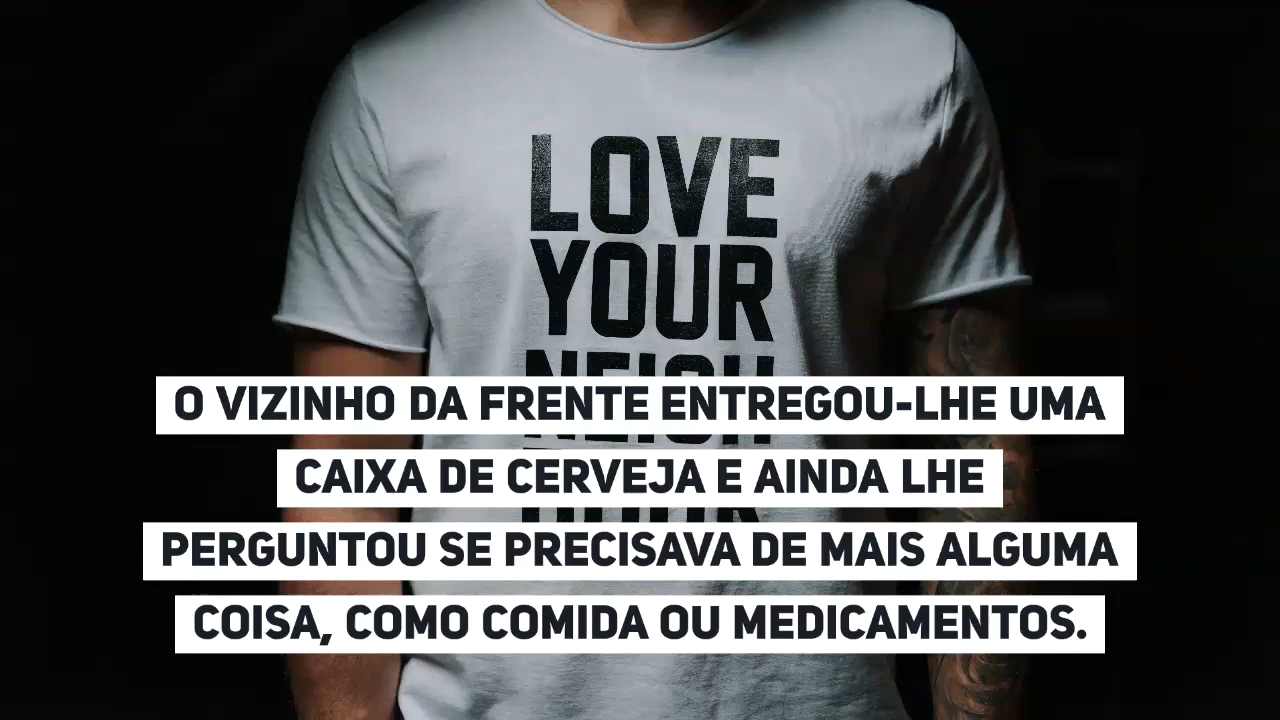 LOVE
YOUR
NEIGH
O VIZINHO DA FRENTE ENTREGOU-LHE UMA
CAIXA DE CERVEJA E AINDA LHE
PERGUNTOU SE PRECISAVA DE MAIS ALGUMA
COISA, COMO COMIDA OU MEDICAMENTOS.